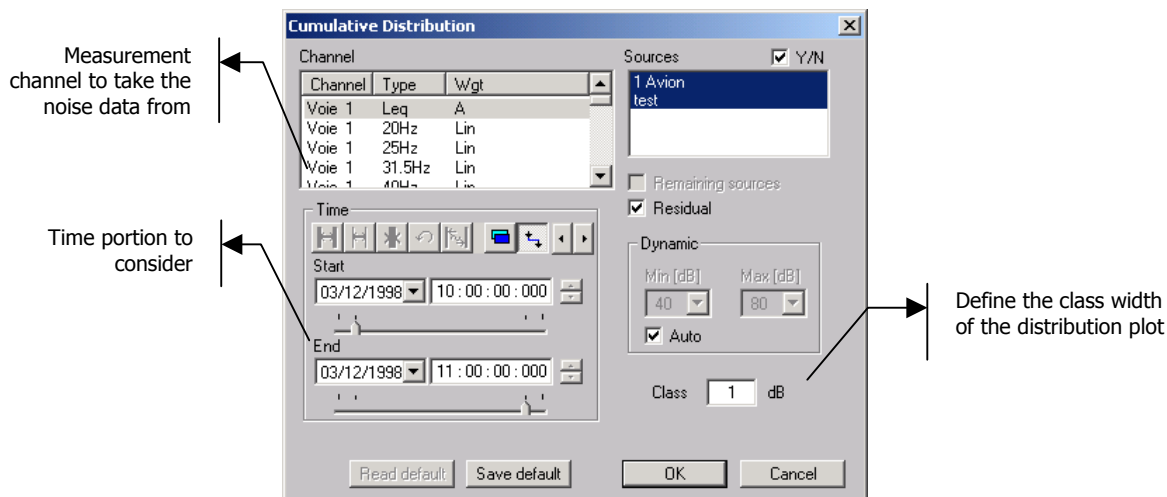 Cumulative Distribution
Measurement
channel to take the
noise data from
Channel
Channel Type Wgt
Voie 1 Leq A
Voie 1 20Hz Lin
Voie 1 25Hz Lin
Voie 1 31.5Hz Lin
Voie 1 40Hz Lin
Sources Y/N
1 Avion
test
Remaining sources
Residual
Time portion to
consider
Time
Start
03/12/1998 10:00:00:000
End
03/12/1998 11:00:00:000
Dynamic
Min [dB] Max [dB]
40 80
Auto
Class 1 dB
Define the class width
of the distribution plot
Read default Save default OK Cancel